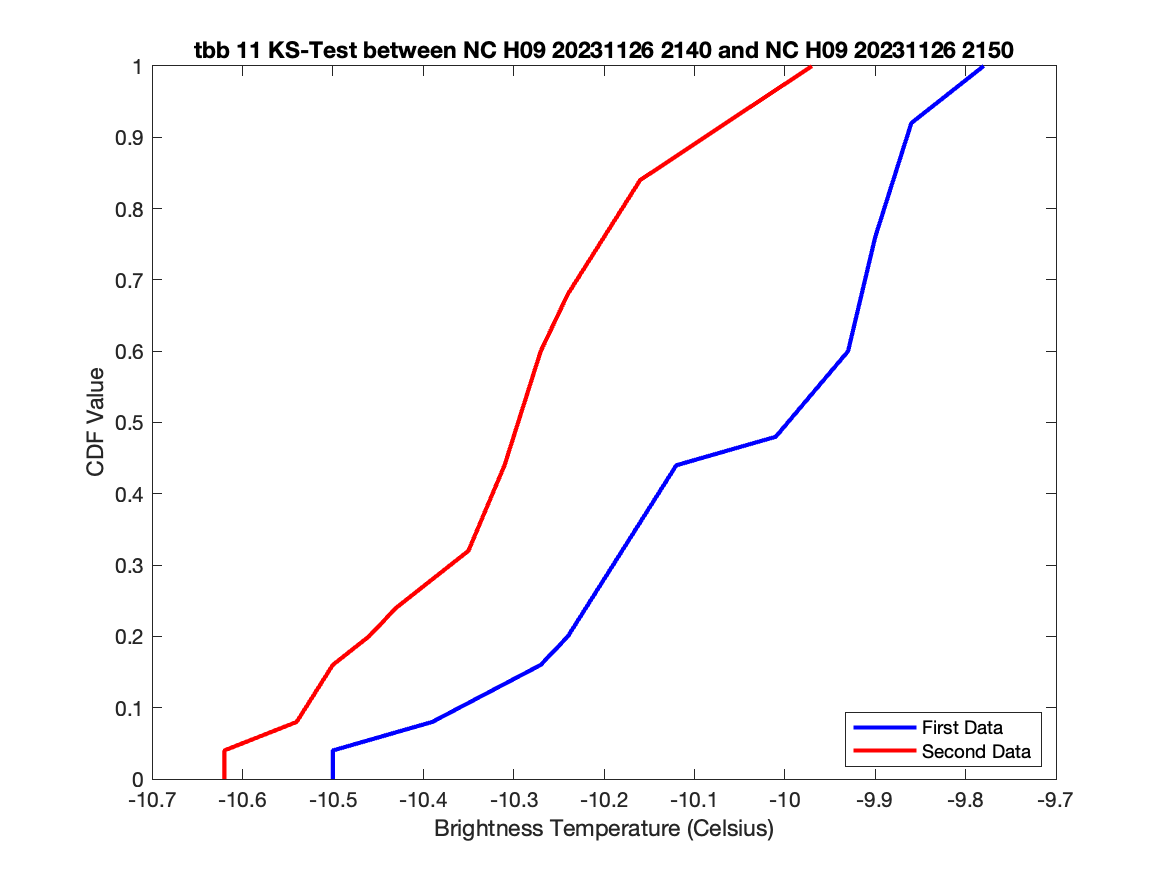 tbb 11 KS-Test between NC H09 20231126 2140 and NC H09 20231126 2150
1
0.9
0.8
0.7
0.6
0.5
0.4
0.3
0.2
0.1
0
CDF Value
First Data
Second Data
-10.7 -10.6 -10.5 -10.4 -10.3 -10.2 -10.1 -10 -9.9 -9.8 -9.7
Brightness Temperature (Celsius)